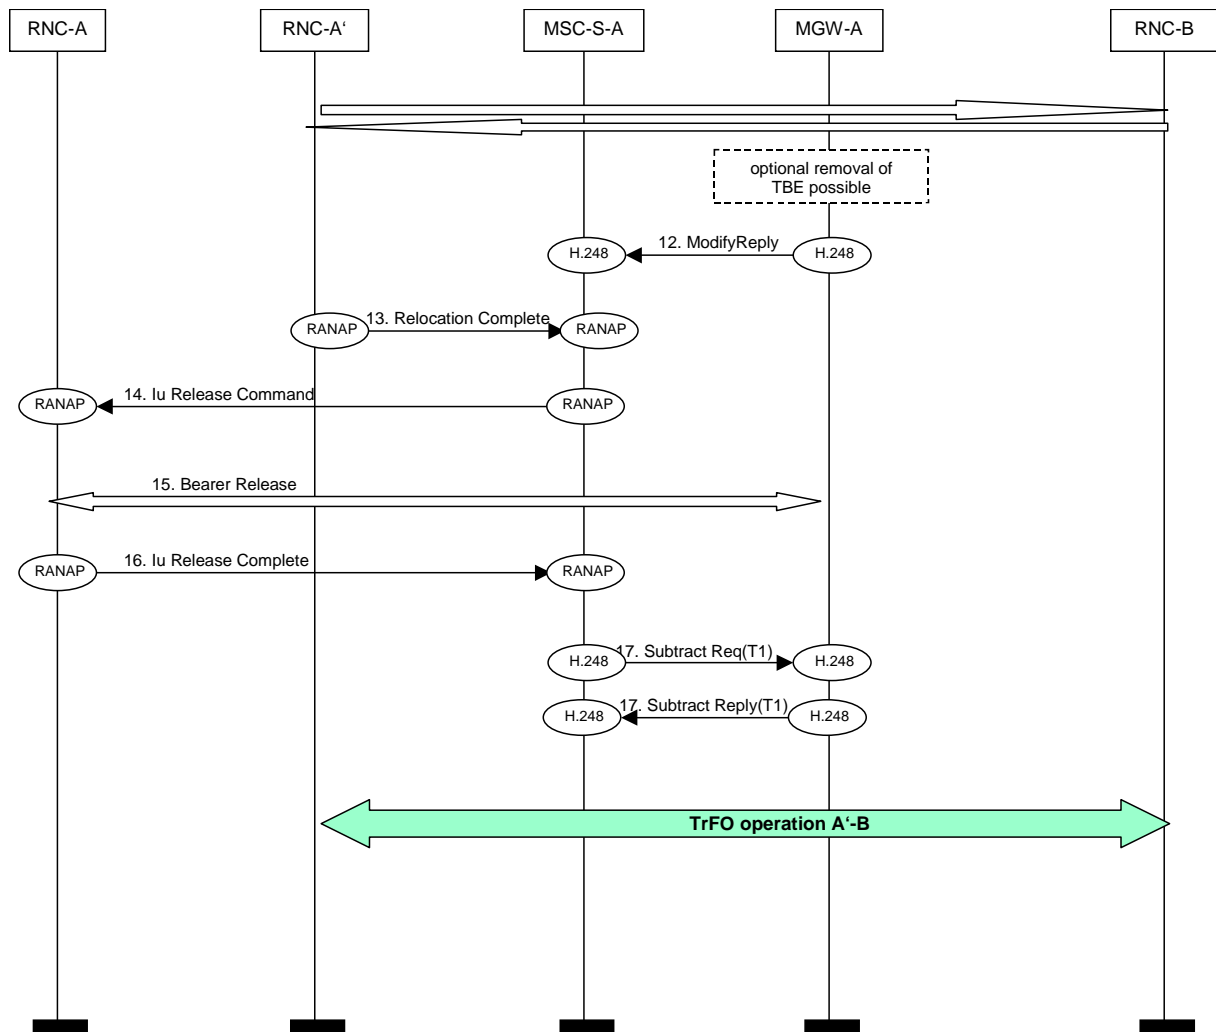 RNC-A
RNC-A‘
MSC-S-A
MGW-A
RNC-B
optional removal of
TBE possible
H.248
12. ModifyReply
H.248
RANAP
13. Relocation Complete
RANAP
RANAP
14. Iu Release Command
RANAP
15. Bearer Release
RANAP
16. Iu Release Complete
RANAP
H.248
17. Subtract Req(T1)
H.248
H.248
17. Subtract Reply(T1)
H.248
TrFO operation A‘-B